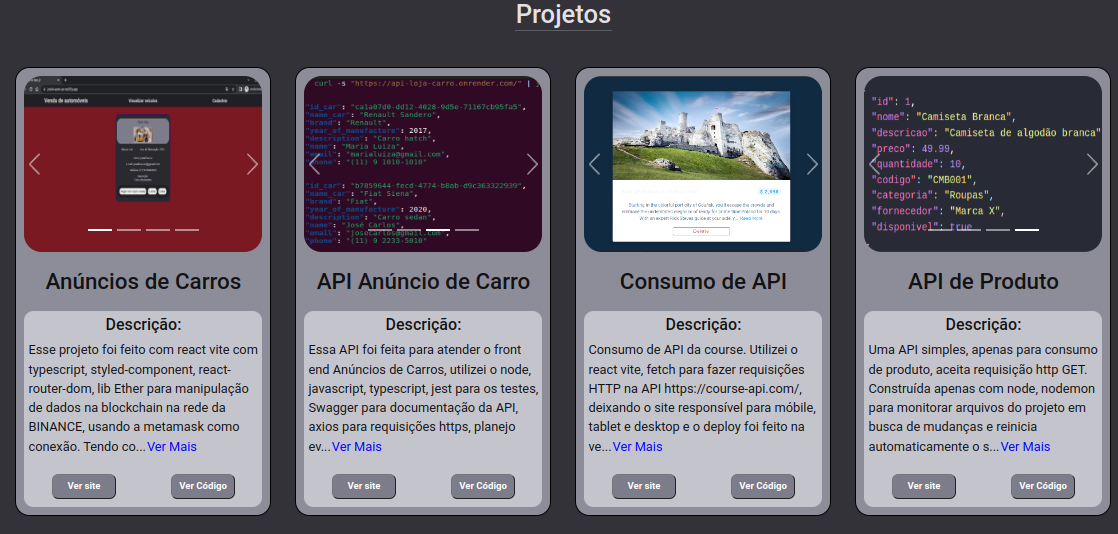 Projetos
Venda de automóveis
Visualizar veículos
Cadastrar
Anúncios de Carros
Descrição:
Esse projeto foi feito com react vite com
typescript, styled-component, react-
router-dom, lib Ether para manipulação
de dados na blockchain na rede da
BINANCE, usando a metamask como
conexão. Tendo co...Ver Mais
Ver site
Ver Código
curl -s "https://api-loja-carro.onrender.com/" |
"id_car": "ca1a07d0-dd12-4028-9d5e-71167cb95fa5",
"name_car": "Renault Sandero",
"brand": "Renault",
"year_of_manufacture": 2017,
"description": "Carro hatch",
"name": "Maria Luiza",
"email": "marialuiza@gmail.com",
"phone": "(11) 9 1010-1010"
"id_car": "b7859644-fecd-4774-b8ab-d9c363322939",
"name_car": "Fiat Siena",
"brand": "Fiat",
"year_of_manufacture": 2020,
"description": "Carro sedan",
"name": "José Carlos",
"email": "josecarlos@gmail.com",
"phone": "(11) 9 2233-5010"
API Anúncio de Carro
Descrição:
Essa API foi feita para atender o front
end Anúncios de Carros, utilizei o node,
javascript, typescript, jest para os testes,
Swagger para documentação da API,
axios para requisições https, planejo
ev...Ver Mais
Ver site
Ver Código
Consumo de API
Descrição:
Consumo de API da course. Utilizei o
react vite, fetch para fazer requisições
HTTP na API https://course-api.com/,
deixando o site responsível para móbile,
tablet e desktop e o deploy foi feito na
ve...Ver Mais
Ver site
Ver Código
"id": 1,
"nome": "Camiseta Branca",
"descricao": "Camiseta de algodão branca"
"preco": 49.99,
"quantidade": 10,
"codigo": "CMB001",
"categoria": "Roupas",
"fornecedor": "Marca X",
"disponivel": true
API de Produto
Descrição:
Uma API simples, apenas para consumo
de produto, aceita requisição http GET.
Construída apenas com node, nodemon
para monitorar arquivos do projeto em
busca de mudanças e reinicia
automaticamente o s...Ver Mais
Ver site
Ver Código